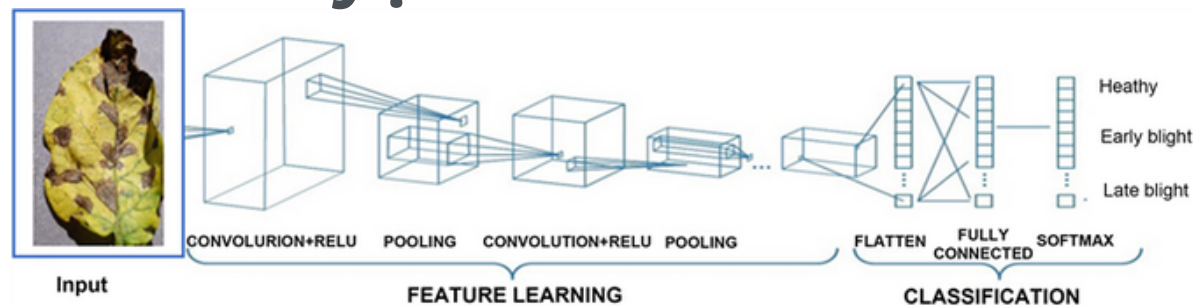 Heathy
Early blight
Late blight
CONVOLURION+RELU POOLING CONVOLUTION+RELU POOLING FLATTEN FULLY CONNECTED SOFTMAX
Input
FEATURE LEARNING
CLASSIFICATION